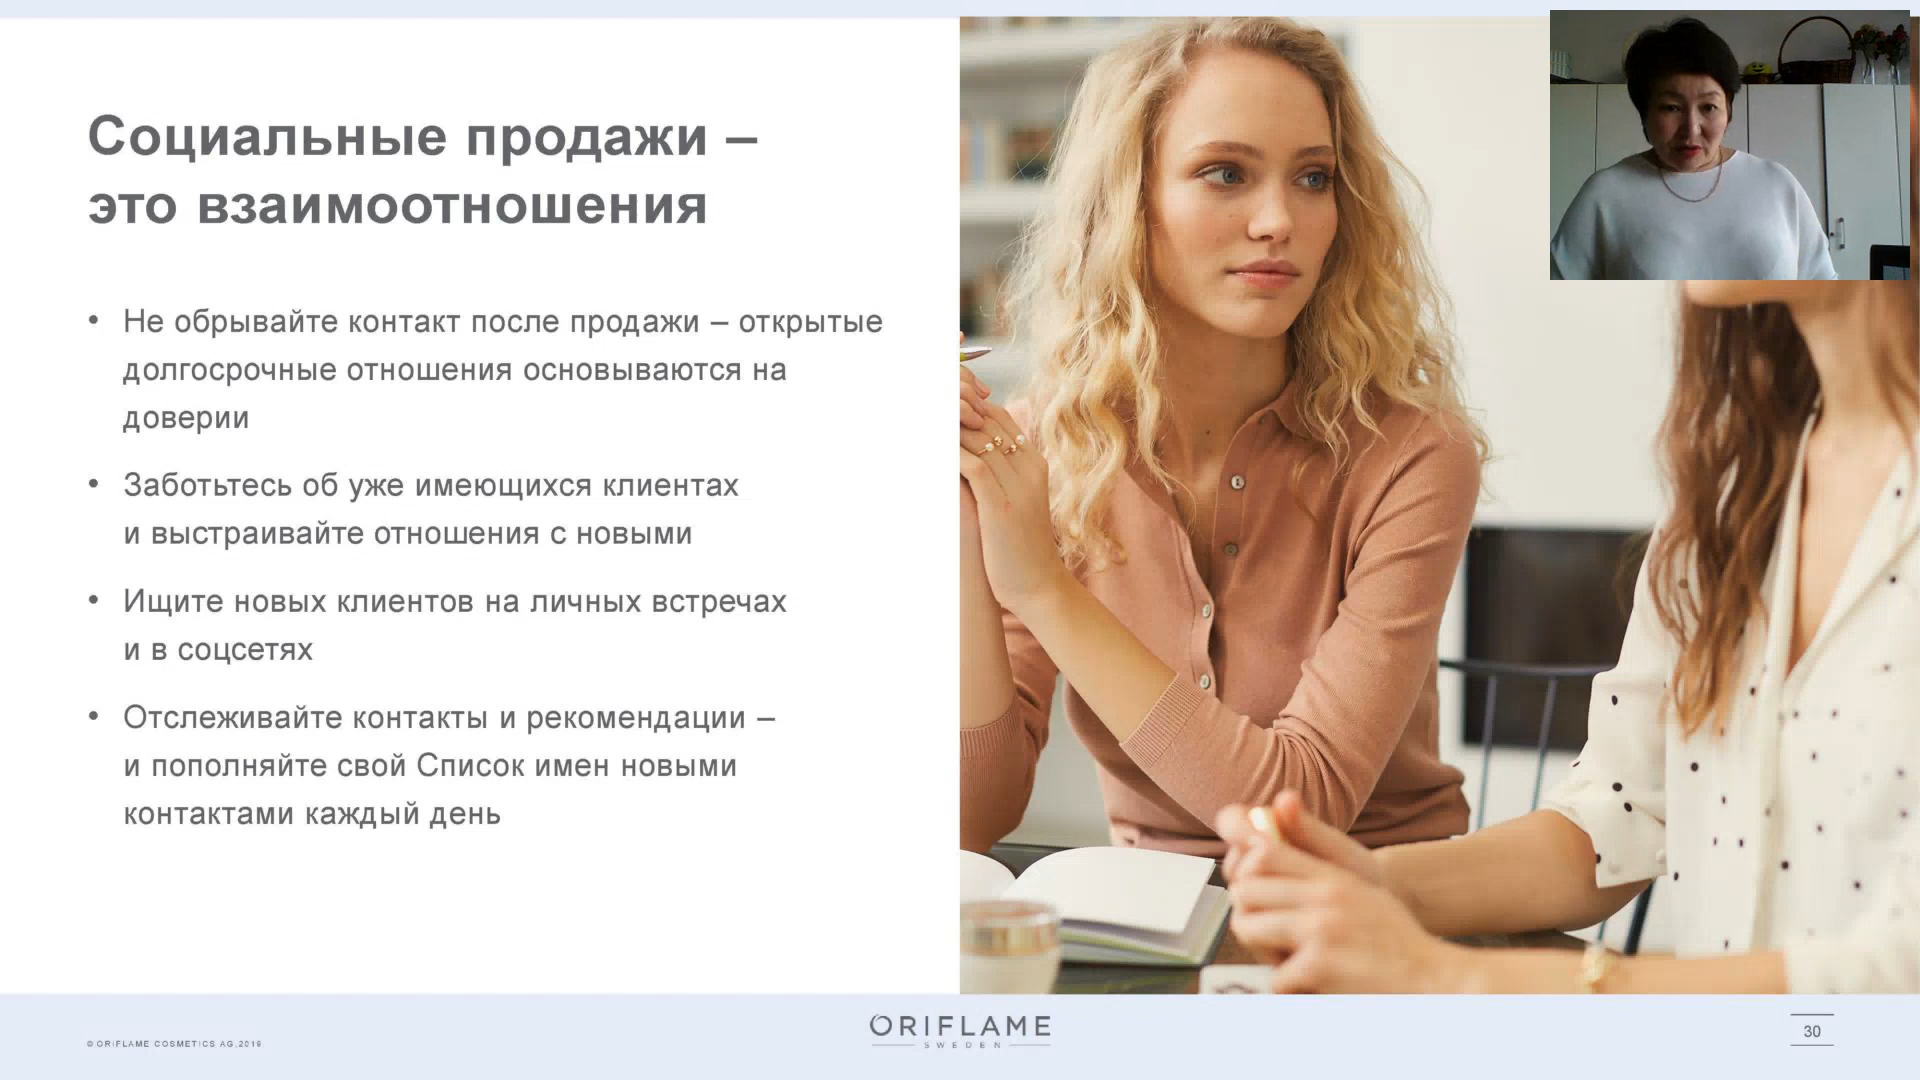 Социальные продажи –
это взаимоотношения
• Не обрывайте контакт после продажи – открытые
долгосрочные отношения основываются на
доверии
• Заботьтесь об уже имеющихся клиентах
и выстраивайте отношения с новыми
• Ищите новых клиентов на личных встречах
и в соцсетях
• Отслеживайте контакты и рекомендации –
и пополняйте свой Список имен новыми
контактами каждый день
© ORIFLAME COSMETICS AG, 2019
ORIFLAME
SWEDEN
30